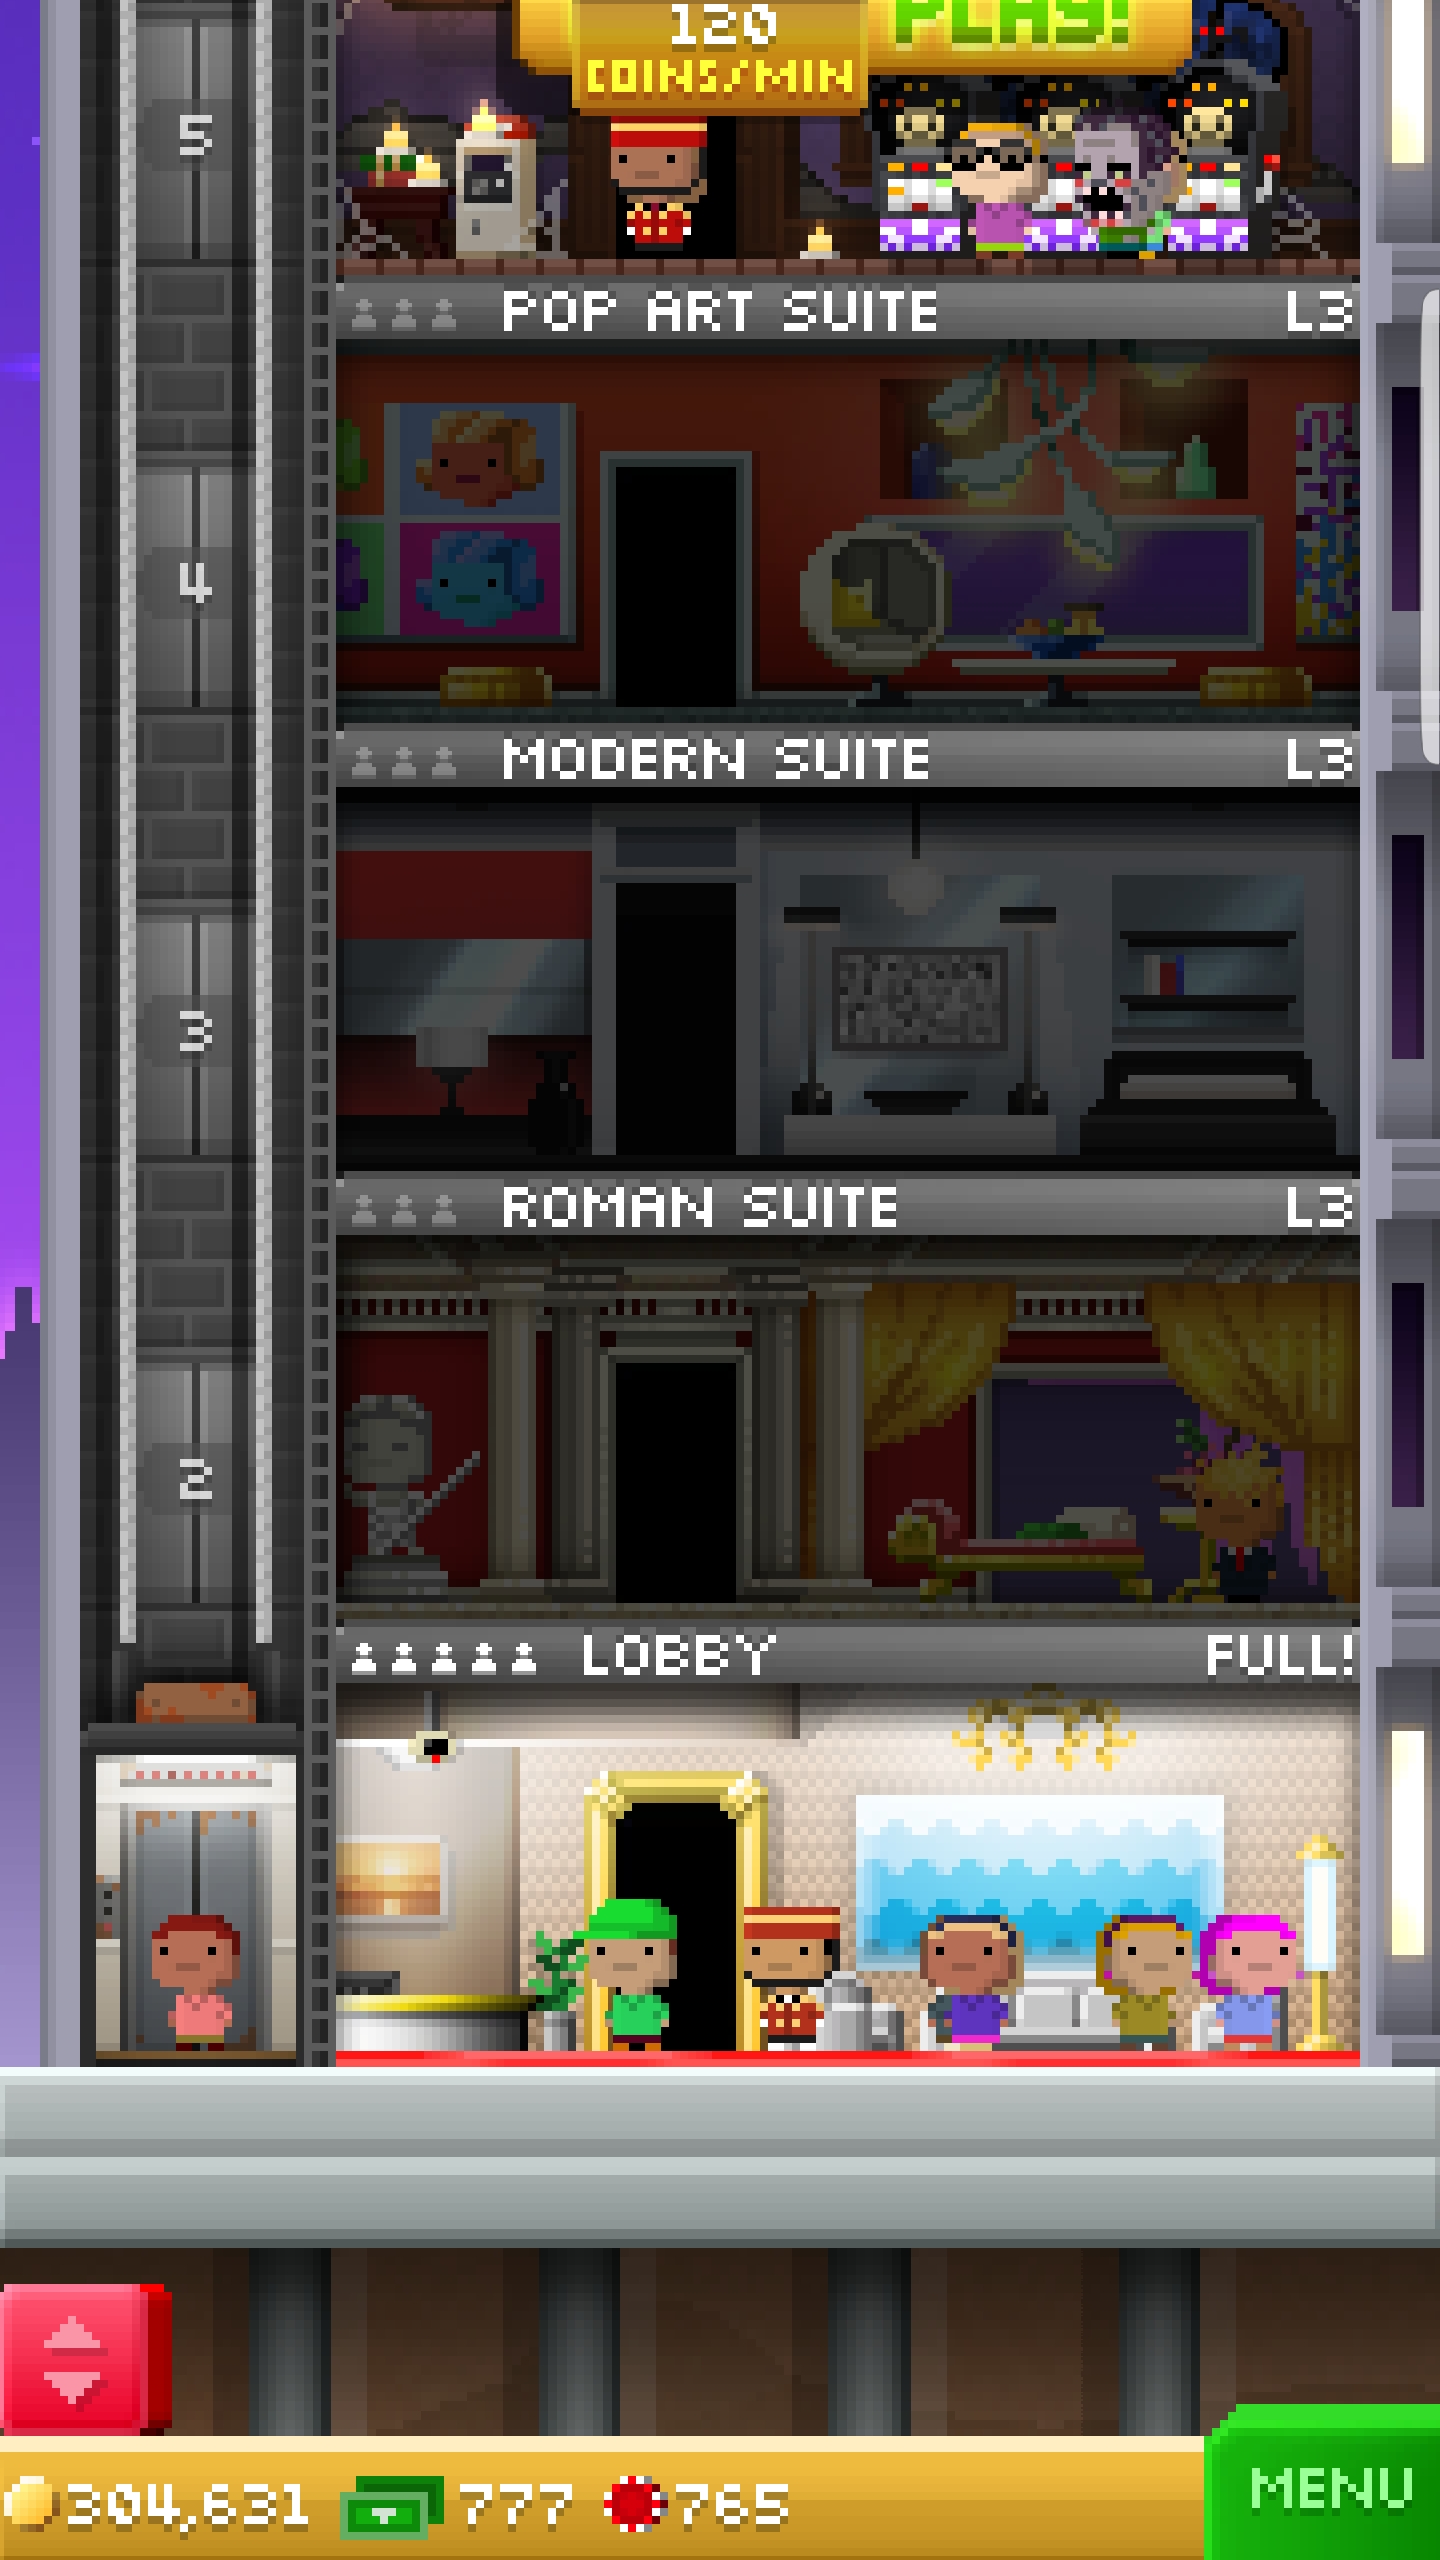 120
COINS/MIN
PLAY!
5
POP ART SUITE L3
4
MODERN SUITE L3
3
ROMAN SUITE L3
2
LOBBY FULL!
304,631 777 765
MENU